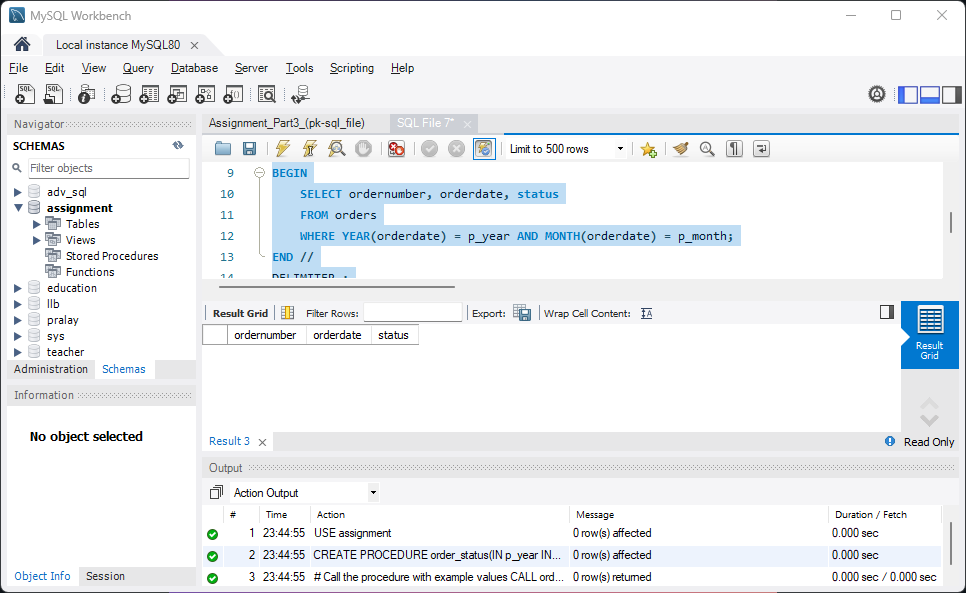 MySQL Workbench
Local instance MySQL80
File Edit View Query Database Server Tools Scripting Help
Navigator
SCHEMAS
Filter objects
adv_sql
assignment
Tables
Views
Stored Procedures
Functions
education
llb
pralay
sys
teacher
Administration Schemas
Information
No object selected
Object Info Session
Assignment_Part3_(pk-sql_file) SQL File 7*
Limit to 500 rows
9 BEGIN
10 SELECT ordernumber, orderdate, status
11 FROM orders
12 WHERE YEAR(orderdate) = p_year AND MONTH(orderdate) = p_month;
13 END //
14 DELIMITER ;
Result Grid Filter Rows: Export: Wrap Cell Content:
ordernumber orderdate status
Result
Grid
Result 3 Read Only
Output
Action Output
# Time Action Message Duration / Fetch
1 23:44:55 USE assignment 0 row(s) affected 0.000 sec
2 23:44:55 CREATE PROCEDURE order_status(IN p_year IN... 0 row(s) affected 0.000 sec
3 23:44:55 # Call the procedure with example values CALL ord... 0 row(s) returned 0.000 sec / 0.000 sec